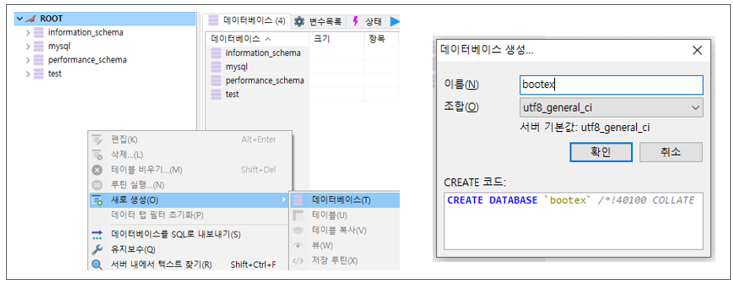 ROOT
information_schema
mysql
performance_schema
test
데이터베이스 (4) 변수목록 상태
데이터베이스 크기 항목
information_schema
mysql
performance_schema
test
편집(K) Alt+Enter
삭제...(L)
테이블 비우기...(M) Shift+Del
루틴 실행...(N)
새로 생성(O)
데이터 탭 필터 초기화(P)
데이터베이스를 SQL로 내보내기(S)
유지보수(Q)
서버 내에서 텍스트 찾기(R) Shift+Ctrl+F
데이터베이스(T)
테이블(U)
테이블 복사(V)
뷰(W)
저장 루틴(X)
데이터베이스 생성...
이름(N) bootex
조합(O) utf8_general_ci
서버 기본값: utf8_general_ci
확인 취소
CREATE 코드:
CREATE DATABASE `bootex` /*!40100 COLLATE